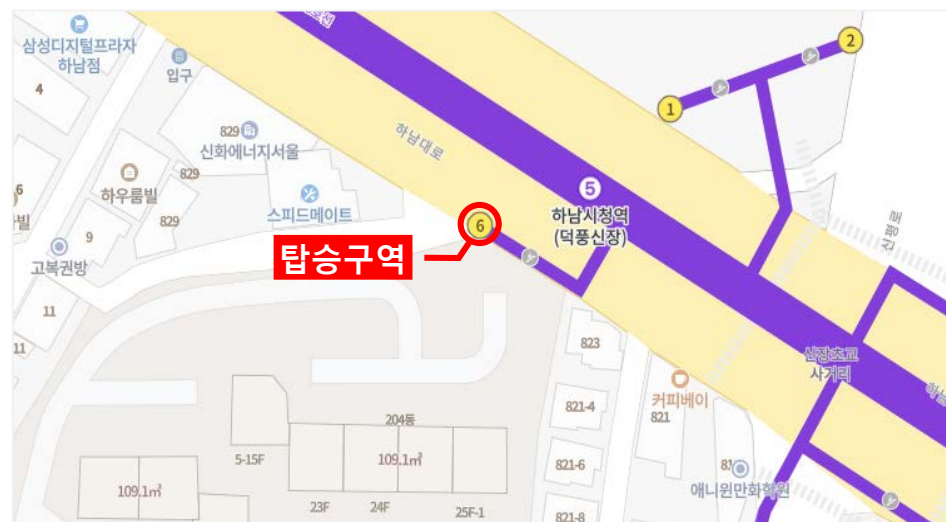 삼성디지털프라자
하남점
입구
4
829
신화에너지서울
829
하우룸빌
829
스피드메이트
6
9
고복권방
11
11
하남대로
1
2
5
하남시청역
(덕풍신장)
6
탑승구역
신평로
신장초교
사거리
823
커피베이
821
821-4
821-6
821-8
애니윈만화학원
204동
5-15F
109.1㎡
109.1㎡
23F
24F
25F-1